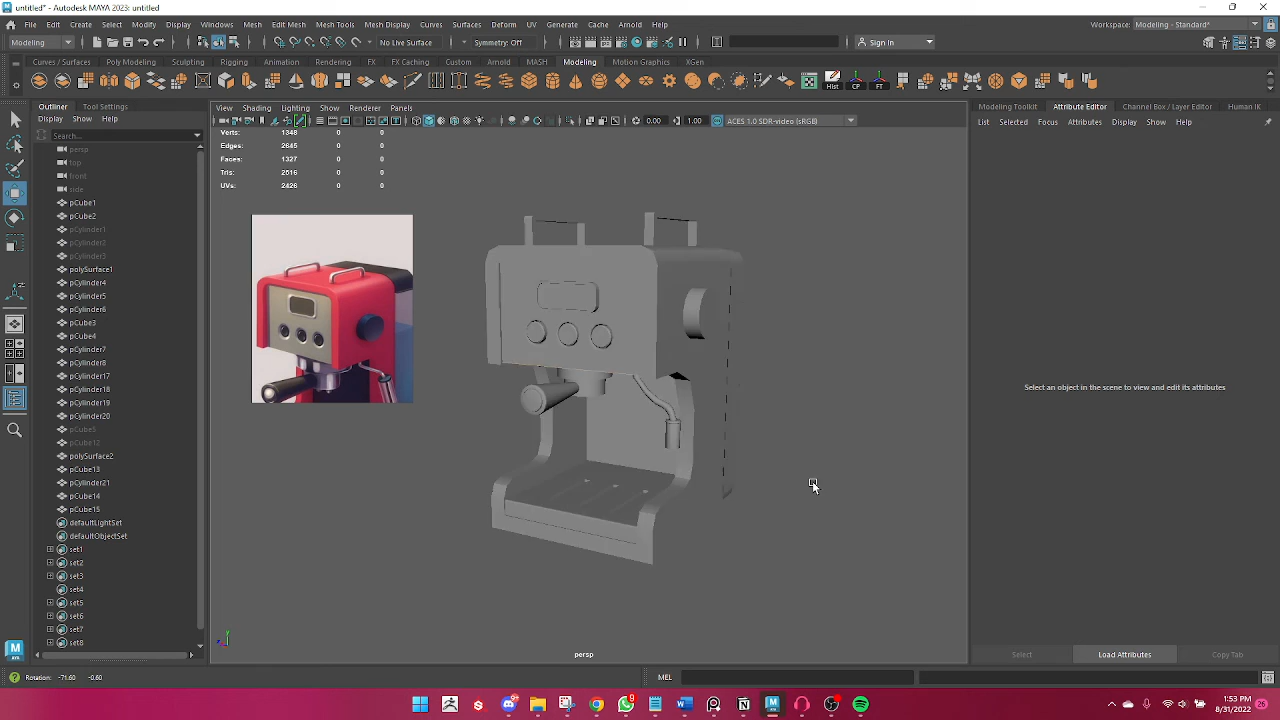 untitled* - Autodesk MAYA 2023: untitled
File Edit Create Select Modify Display Windows Mesh Edit Mesh Mesh Tools Mesh Display Curves Surfaces Deform UV Generate Cache Arnold Help
Workspace: Modeling - Standard*
Modeling No Live Surface Symmetry: Off Sign In
Curves / Surfaces Poly Modeling Sculpting Rigging Animation Rendering FX FX Caching Custom Arnold MASH Modeling Motion Graphics XGen
Hist CP FT
Outliner Tool Settings
Display Show Help
Search...
persp
top
front
side
pCube1
pCube2
pCylinder1
pCylinder2
pCylinder3
polySurface1
pCylinder4
pCylinder5
pCylinder6
pCube3
pCube4
pCylinder7
pCylinder8
pCylinder17
pCylinder18
pCylinder19
pCylinder20
pCube5
pCube12
polySurface2
pCube13
pCylinder21
pCube14
pCube15
defaultLightSet
defaultObjectSet
set1
set2
set3
set4
set5
set6
set7
set8
View Shading Lighting Show Renderer Panels
0.00 1.00 ACES 1.0 SDR-video (sRGB)
Verts: 1348 0 0
Edges: 2645 0 0
Faces: 1327 0 0
Tris: 2516 0 0
UVs: 2426 0 0
persp
Modeling Toolkit Attribute Editor Channel Box / Layer Editor Human IK
List Selected Focus Attributes Display Show Help
Select an object in the scene to view and edit its attributes
Select Load Attributes Copy Tab
Rotation: -71.60 -0.60
MEL
1:53 PM
8/31/2022